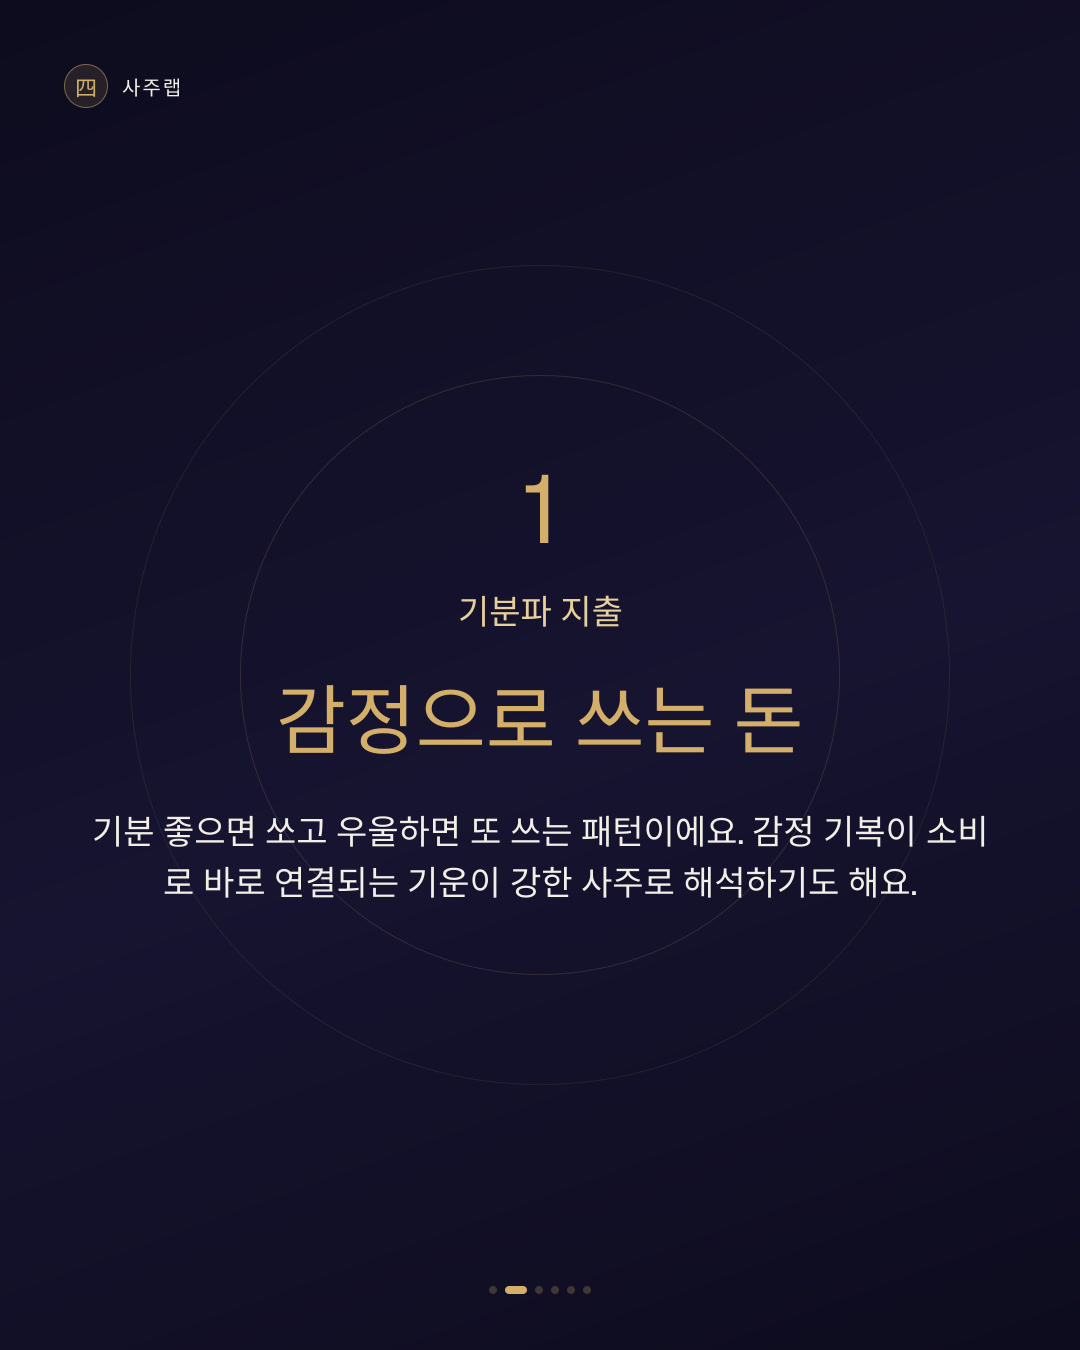 四 사주랩
1
기분파 지출
감정으로 쓰는 돈
기분 좋으면 쏘고 우울하면 또 쓰는 패턴이에요. 감정 기복이 소비
로 바로 연결되는 기운이 강한 사주로 해석하기도 해요.